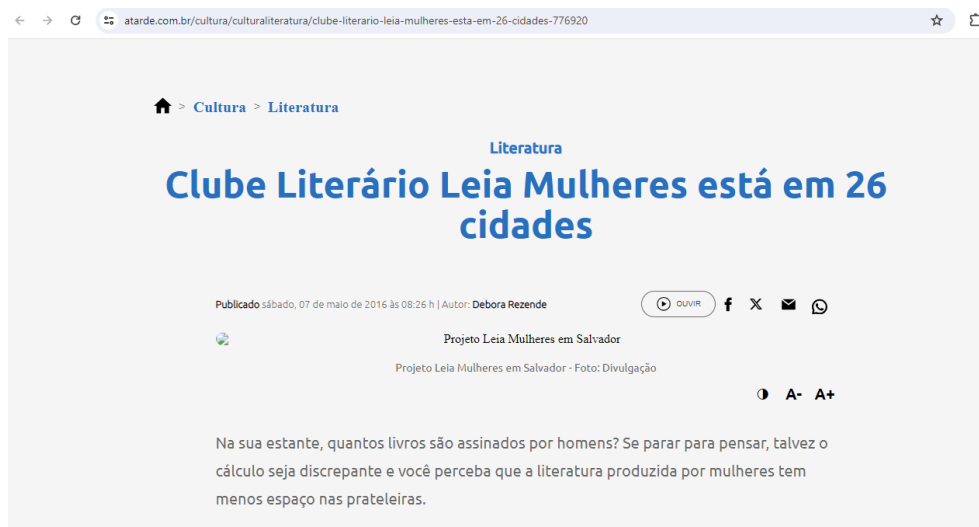 atarde.com.br/cultura/culturaliteratura/clube-literario-leia-mulheres-esta-em-26-cidades-776920
> Cultura > Literatura
Literatura
Clube Literário Leia Mulheres está em 26
cidades
Publicado sábado, 07 de maio de 2016 às 08:26 h | Autor: Debora Rezende
OUVIR
Projeto Leia Mulheres em Salvador
Projeto Leia Mulheres em Salvador - Foto: Divulgação
A- A+
Na sua estante, quantos livros são assinados por homens? Se parar para pensar, talvez o
cálculo seja discrepante e você perceba que a literatura produzida por mulheres tem
menos espaço nas prateleiras.